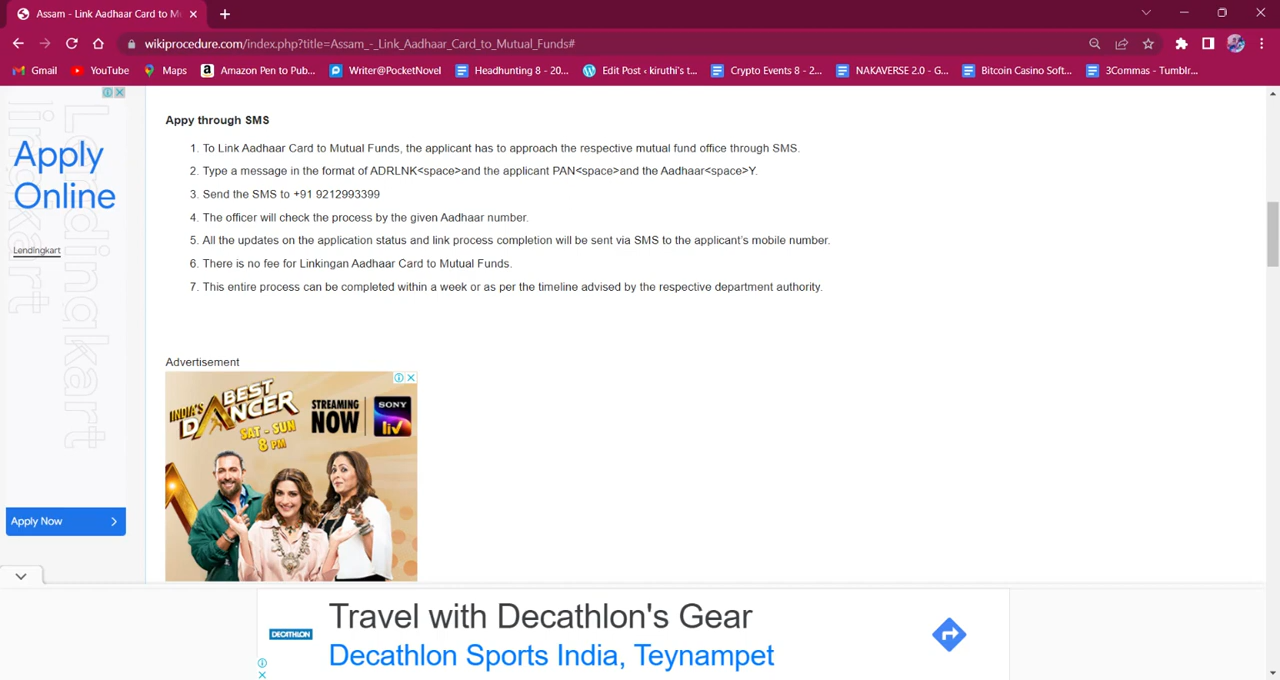 Assam - Link Aadhaar Card to M
wikiprocedure.com/index.php?title=Assam_-_Link_Aadhaar_Card_to_Mutual_Funds#
Gmail
YouTube
Maps
Amazon Pen to Pub...
Writer@PocketNovel
Headhunting 8 - 20...
Edit Post ‹ kiruthi's t...
Crypto Events 8 - 2...
NAKAVERSE 2.0 - G...
Bitcoin Casino Soft...
3Commas - Tumblr...
Apply
Online
Lendingkart
Lendingkart
lendingkart
Apply Now
Appy through SMS
1. To Link Aadhaar Card to Mutual Funds, the applicant has to approach the respective mutual fund office through SMS.
2. Type a message in the format of ADRLNK<space>and the applicant PAN<space>and the Aadhaar<space>Y.
3. Send the SMS to +91 9212993399
4. The officer will check the process by the given Aadhaar number.
5. All the updates on the application status and link process completion will be sent via SMS to the applicant's mobile number.
6. There is no fee for Linkingan Aadhaar Card to Mutual Funds.
7. This entire process can be completed within a week or as per the timeline advised by the respective department authority.
Advertisement
INDIA'S BEST
DANCER
SAT - SUN
8 PM
STREAMING
NOW
SONY
liv
DECATHLON
Travel with Decathlon's Gear
Decathlon Sports India, Teynampet